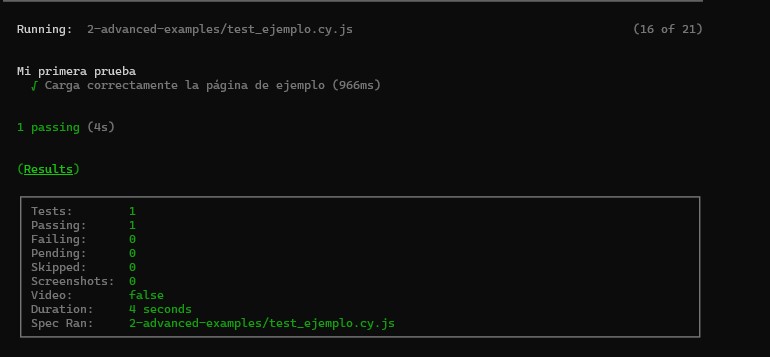 Running:  2-advanced-examples/test_ejemplo.cy.js (16 of 21)
Mi primera prueba
√ Carga correctamente la página de ejemplo (966ms)
1 passing (4s)
(Results)
Tests: 1
Passing: 1
Failing: 0
Pending: 0
Skipped: 0
Screenshots: 0
Video: false
Duration: 4 seconds
Spec Ran: 2-advanced-examples/test_ejemplo.cy.js